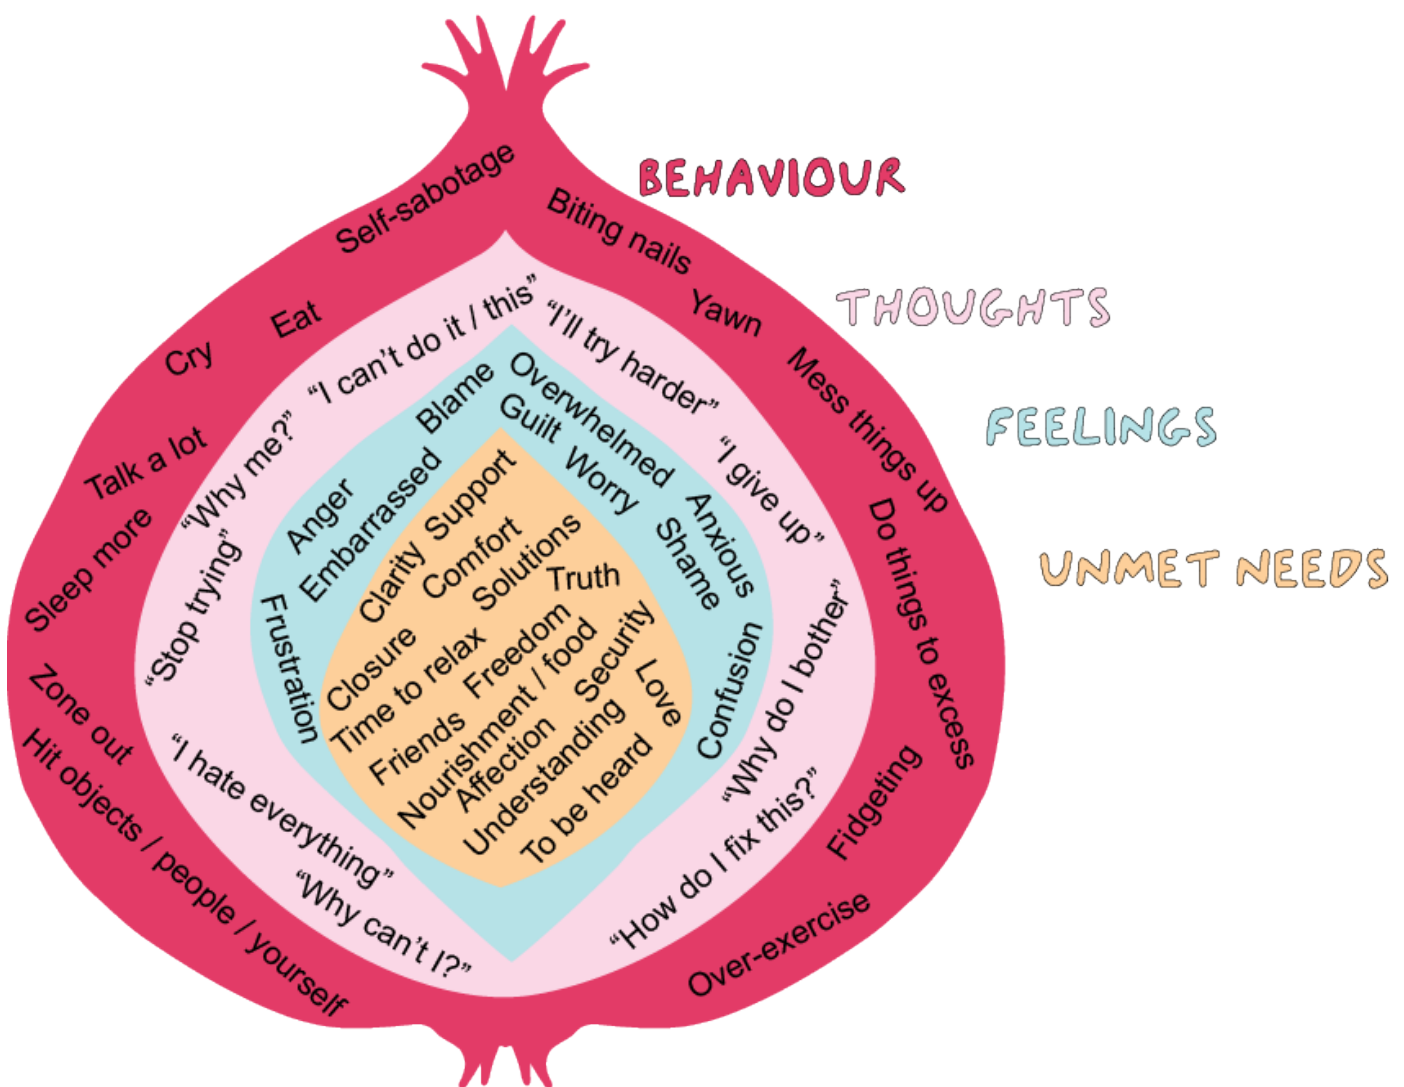 BEHAVIOUR
THOUGHTS
FEELINGS
UNMET NEEDS
Self-sabotage
Biting nails
Eat
Yawn
Cry
Mess things up
Talk a lot
Do things to excess
Sleep more
Zone out
Fidgeting
Hit objects / people / yourself
Over-exercise
“I can’t do it / this”
“I’ll try harder”
“Why me?”
“I give up”
“Stop trying”
“Why do I bother”
“I hate everything”
“How do I fix this?”
“Why can’t I?”
Blame
Overwhelmed
Guilt
Worry
Anger
Embarrassed
Anxious
Shame
Frustration
Confusion
Support
Clarity
Comfort
Solutions
Truth
Closure
Time to relax
Freedom
Security
Love
Friends
Nourishment / food
Affection
Understanding
To be heard